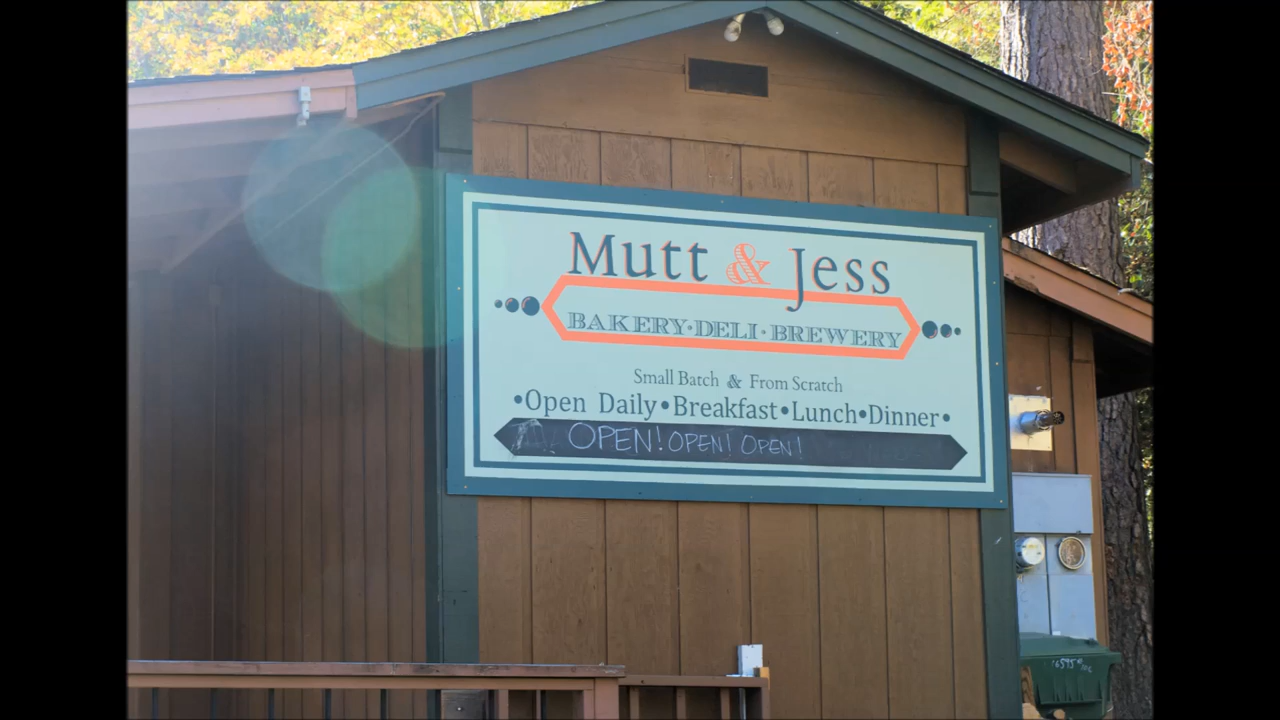 Mutt & Jess
BAKERY·DELI·BREWERY
Small Batch & From Scratch
•Open Daily•Breakfast•Lunch•Dinner•
OPEN! OPEN! OPEN!